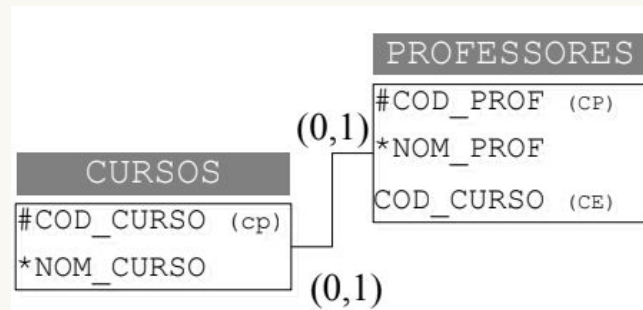 PROFESSORES
#COD_PROF (CP)
*NOM_PROF
COD_CURSO (CE)
(0,1)
CURSOS
#COD_CURSO (cp)
*NOM_CURSO
(0,1)